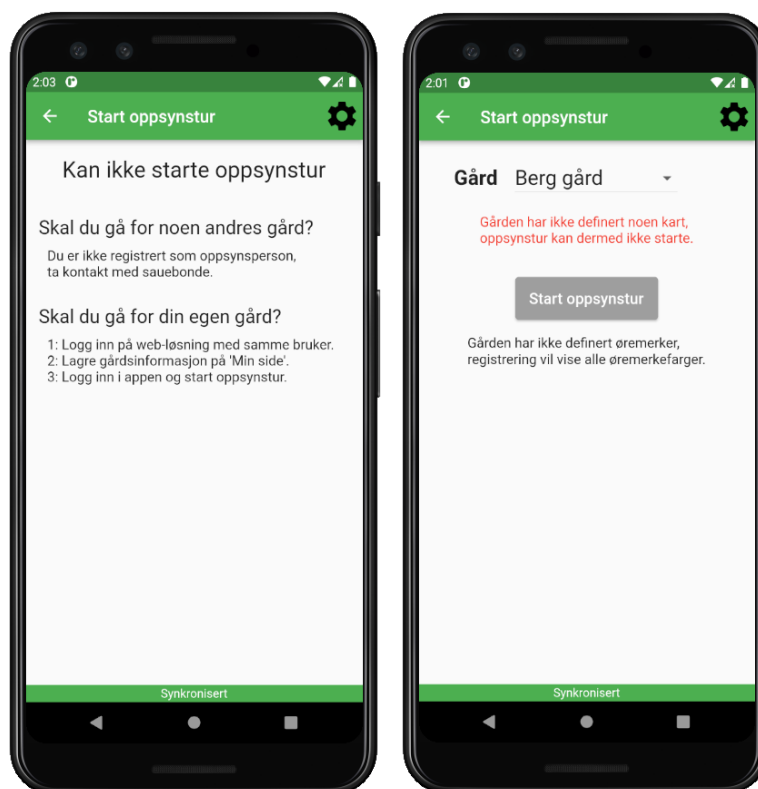 2:03
Start oppsynstur
Kan ikke starte oppsynstur
Skal du gå for noen andres gård?
Du er ikke registrert som oppsynsperson,
ta kontakt med sauebonde.
Skal du gå for din egen gård?
1: Logg inn på web-løsning med samme bruker.
2: Lagre gårdsinformasjon på 'Min side'.
3: Logg inn i appen og start oppsynstur.
Synkronisert
2:01
Start oppsynstur
Gård Berg gård
Gården har ikke definert noen kart,
oppsynstur kan dermed ikke starte.
Start oppsynstur
Gården har ikke definert øremerker,
registrering vil vise alle øremerkefarger.
Synkronisert